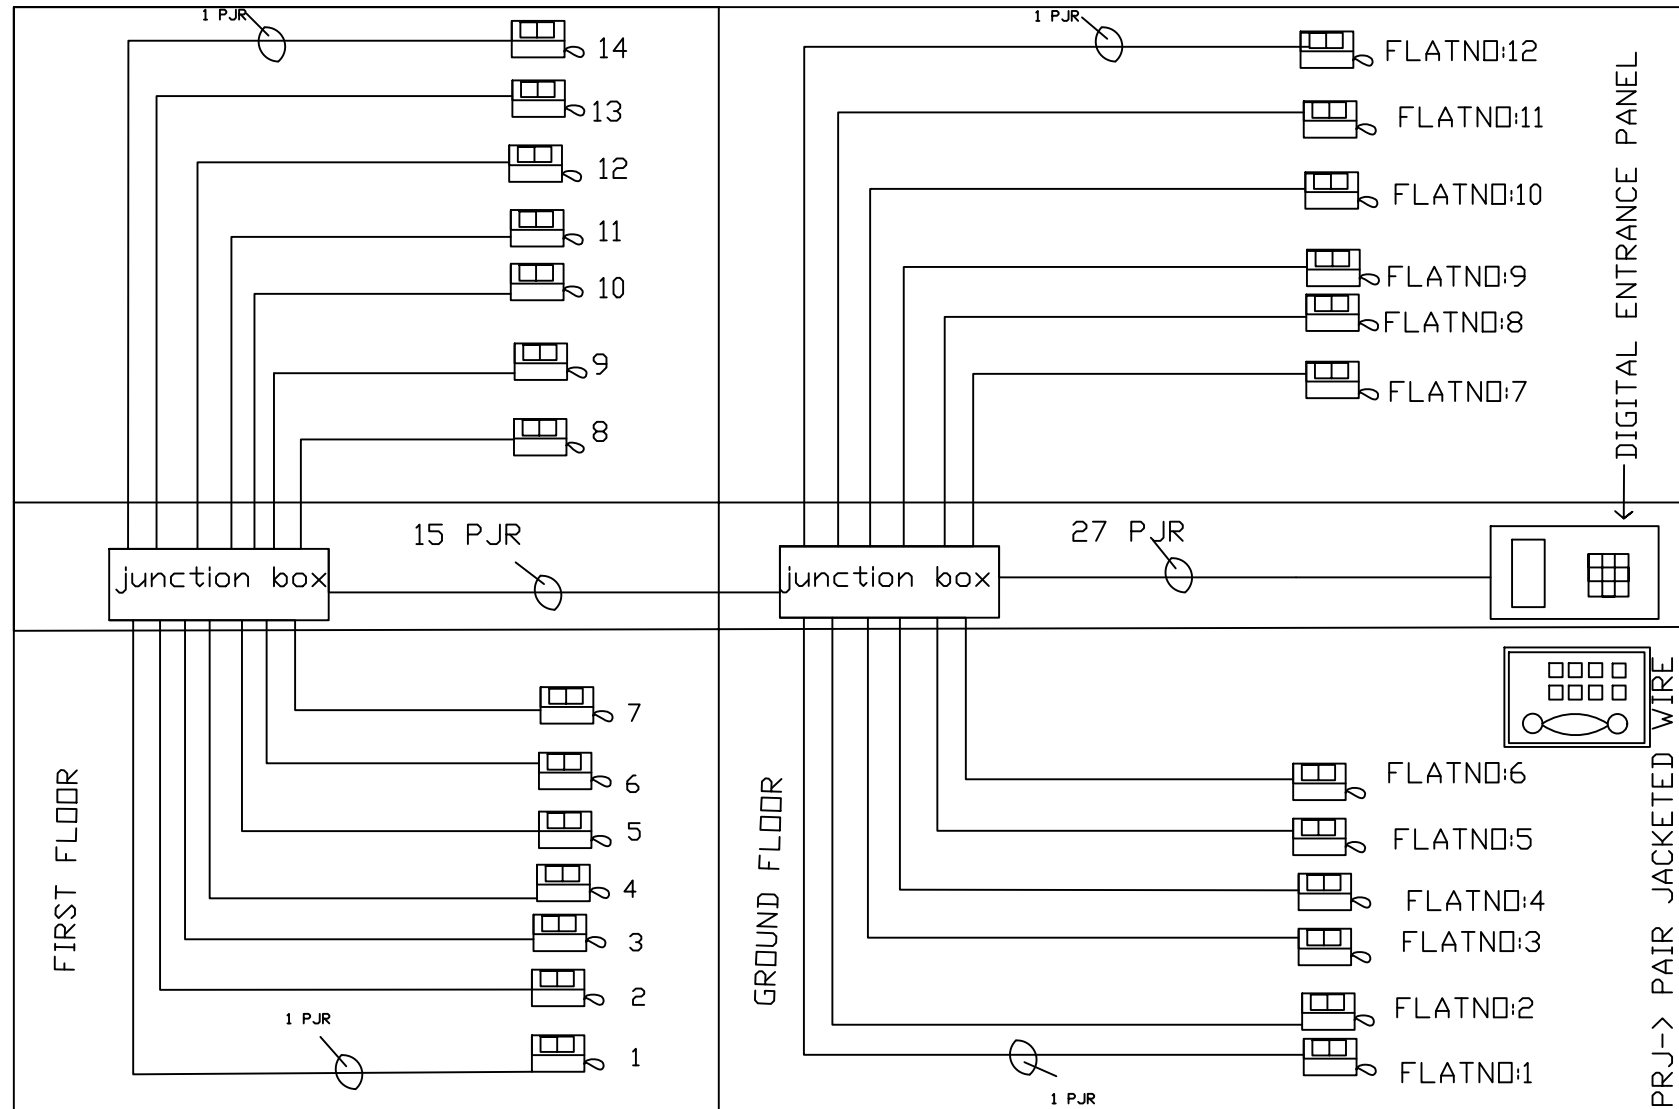 1 PJR
14
13
12
11
10
9
8
15 PJR
junction box
7
6
5
4
3
2
1 PJR
1
FIRST FLOOR
1 PJR
FLATNO:12
FLATNO:11
FLATNO:10
FLATNO:9
FLATNO:8
FLATNO:7
DIGITAL ENTRANCE PANEL
27 PJR
junction box
FLATNO:6
FLATNO:5
FLATNO:4
FLATNO:3
FLATNO:2
FLATNO:1
1 PJR
GROUND FLOOR
PRJ-> PAIR JACKETED WIRE